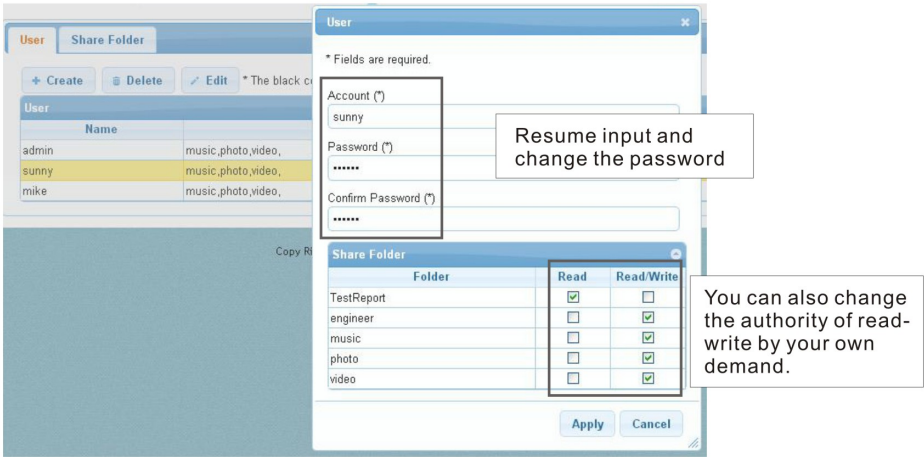 User
Share Folder
Create
Delete
Edit
* The black
User
Name
admin
music,photo,video,
sunny
music,photo,video,
mike
music,photo,video,
User
* Fields are required.
Account (*)
sunny
Password (*)
••••••
Confirm Password (*)
••••••
Resume input and
change the password
Share Folder
Folder Read Read/Write
TestReport
engineer
music
photo
video
Apply
Cancel
You can also change
the authority of read-
write by your own
demand.
Copy